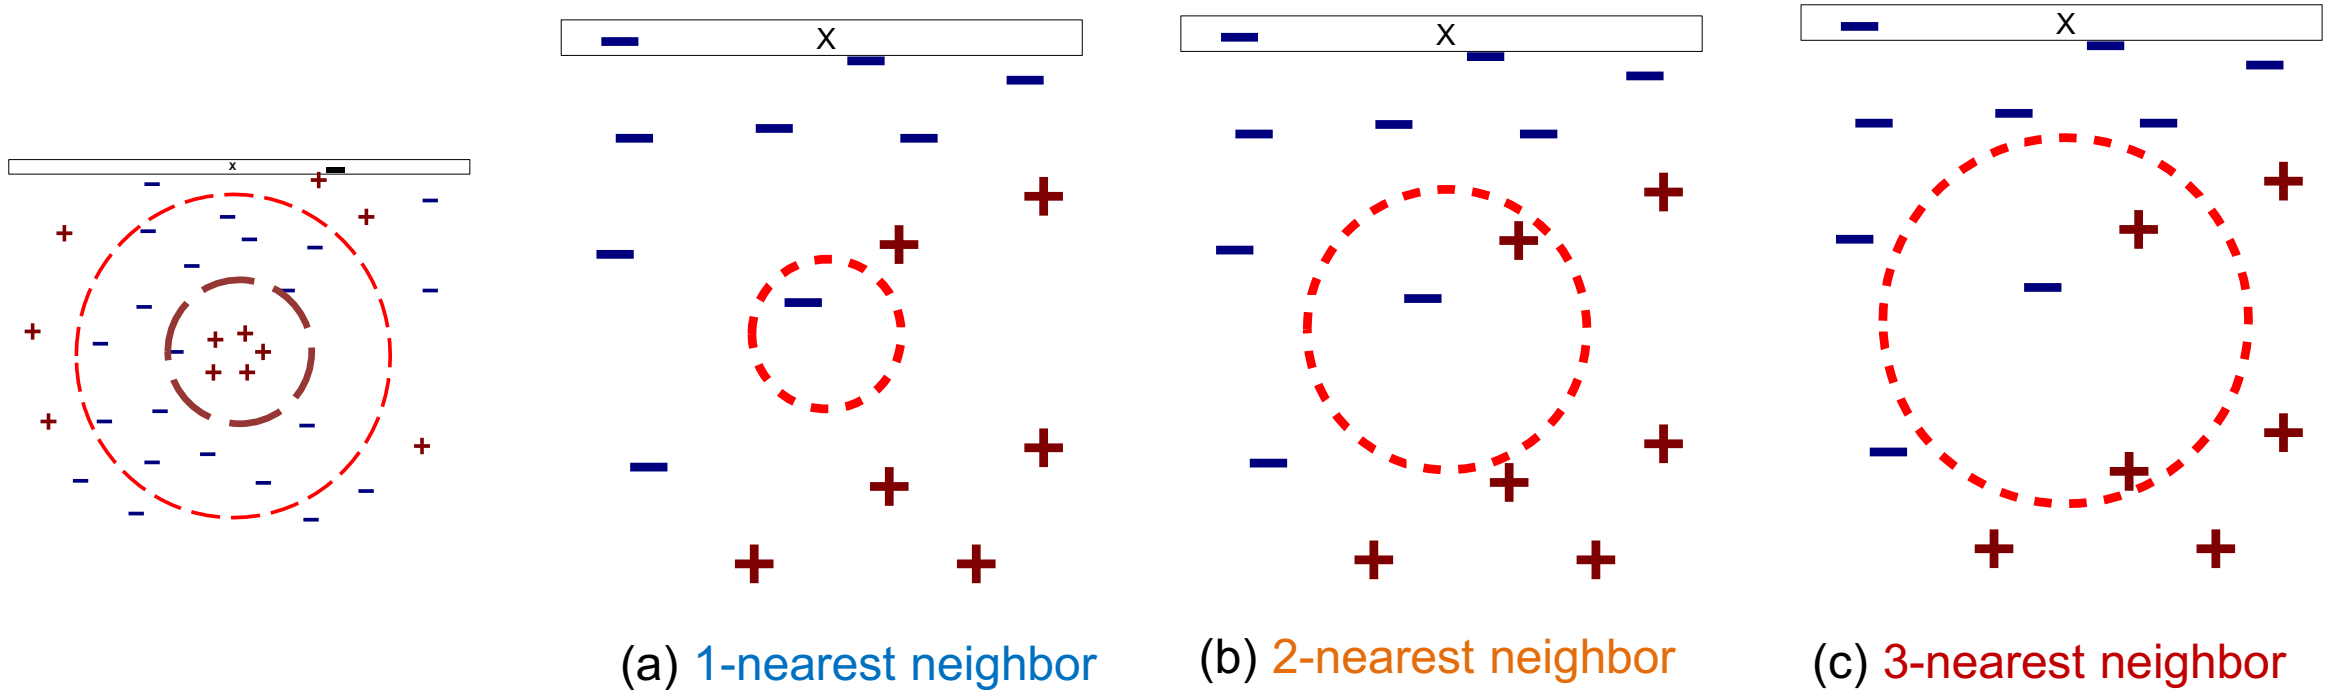 x
X
X
X
(a) 1-nearest neighbor
(b) 2-nearest neighbor
(c) 3-nearest neighbor